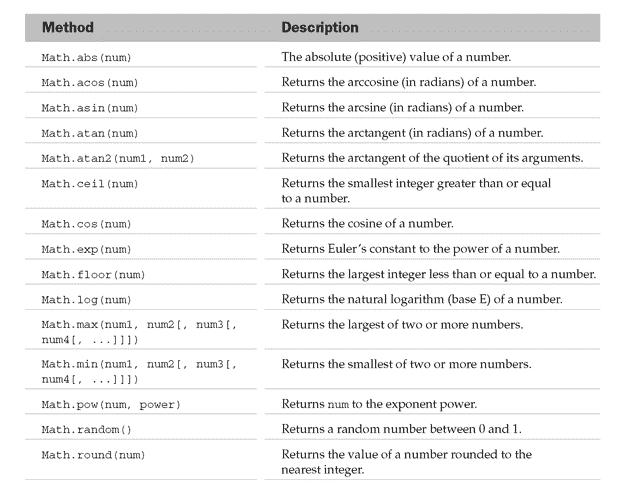 Method Description
Math.abs(num) The absolute (positive) value of a number.
Math.acos(num) Returns the arccosine (in radians) of a number.
Math.asin(num) Returns the arcsine (in radians) of a number.
Math.atan(num) Returns the arctangent (in radians) of a number.
Math.atan2(num1, num2) Returns the arctangent of the quotient of its arguments.
Math.ceil(num) Returns the smallest integer greater than or equal
to a number.
Math.cos(num) Returns the cosine of a number.
Math.exp(num) Returns Euler's constant to the power of a number.
Math.floor(num) Returns the largest integer less than or equal to a number.
Math.log(num) Returns the natural logarithm (base E) of a number.
Math.max(num1, num2[, num3[, Returns the largest of two or more numbers.
num4[, ...]]])
Math.min(num1, num2[, num3[, Returns the smallest of two or more numbers.
num4[, ...]]])
Math.pow(num, power) Returns num to the exponent power.
Math.random() Returns a random number between 0 and 1.
Math.round(num) Returns the value of a number rounded to the
nearest integer.